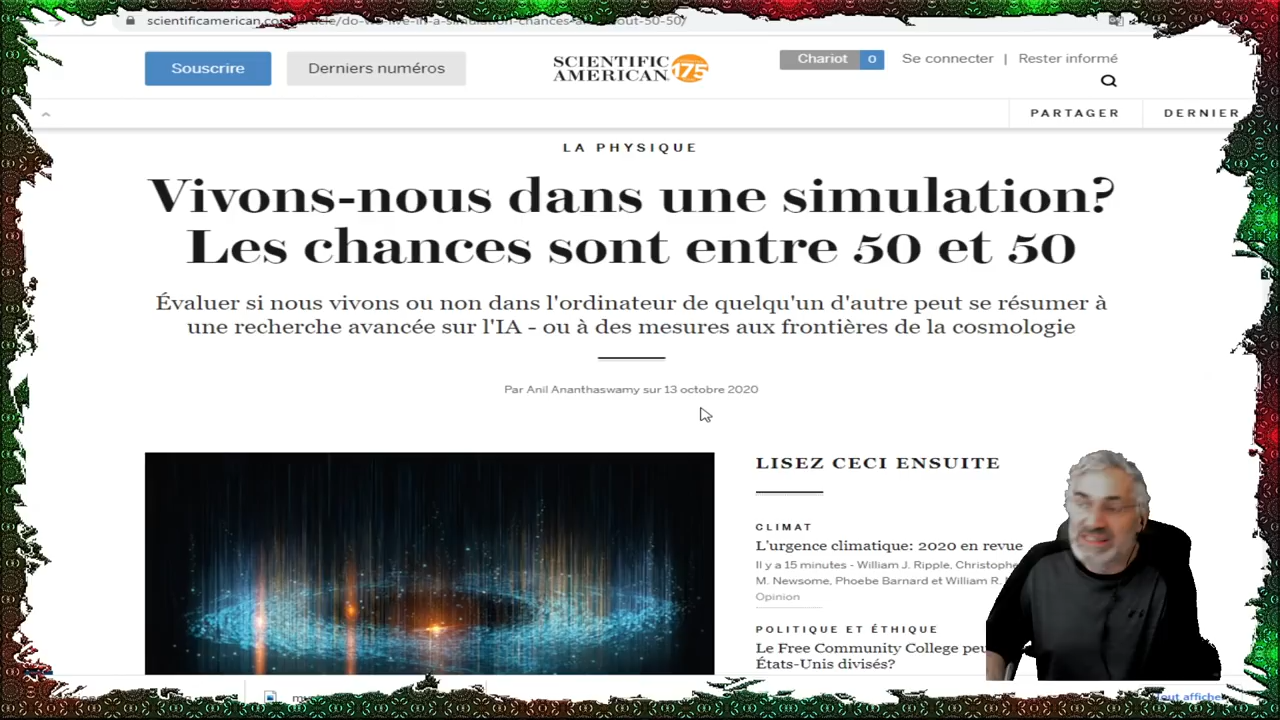 scientificamerican.com
Souscrire
Derniers numéros
SCIENTIFIC
AMERICAN
175
Chariot 0
Se connecter | Rester informé
PARTAGER
DERNIER
LA PHYSIQUE
Vivons-nous dans une simulation?
Les chances sont entre 50 et 50
Évaluer si nous vivons ou non dans l'ordinateur de quelqu'un d'autre peut se résumer à
une recherche avancée sur l'IA - ou à des mesures aux frontières de la cosmologie
Par Anil Ananthaswamy sur 13 octobre 2020
LISEZ CECI ENSUITE
CLIMAT
L'urgence climatique: 2020 en revue
Il y a 15 minutes - William J. Ripple, Christophe
M. Newsome, Phoebe Barnard et William R.
Opinion
POLITIQUE ET ÉTHIQUE
Le Free Community College
États-Unis divisés?